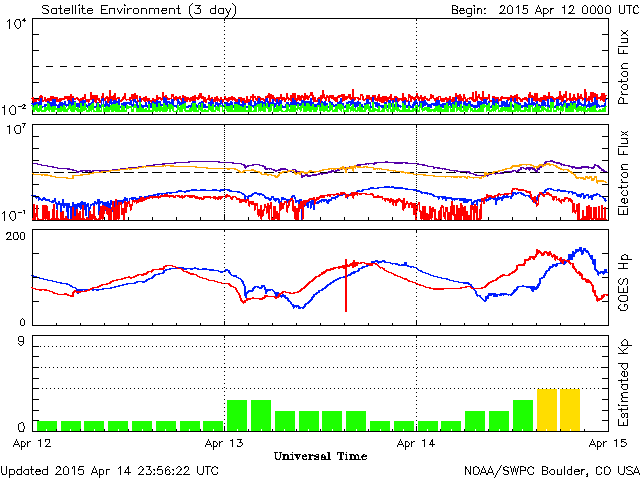 Satellite Environment (3 day) Begin: 2015 Apr 12 0000 UTC
10⁴
10⁻²
Proton Flux
10⁷
10⁻¹
Electron Flux
200
0
GOES Hp
9
0
Estimated Kp
Apr 12 Apr 13 Apr 14 Apr 15
Universal Time
Updated 2015 Apr 14 23:56:22 UTC NOAA/SWPC Boulder, CO USA